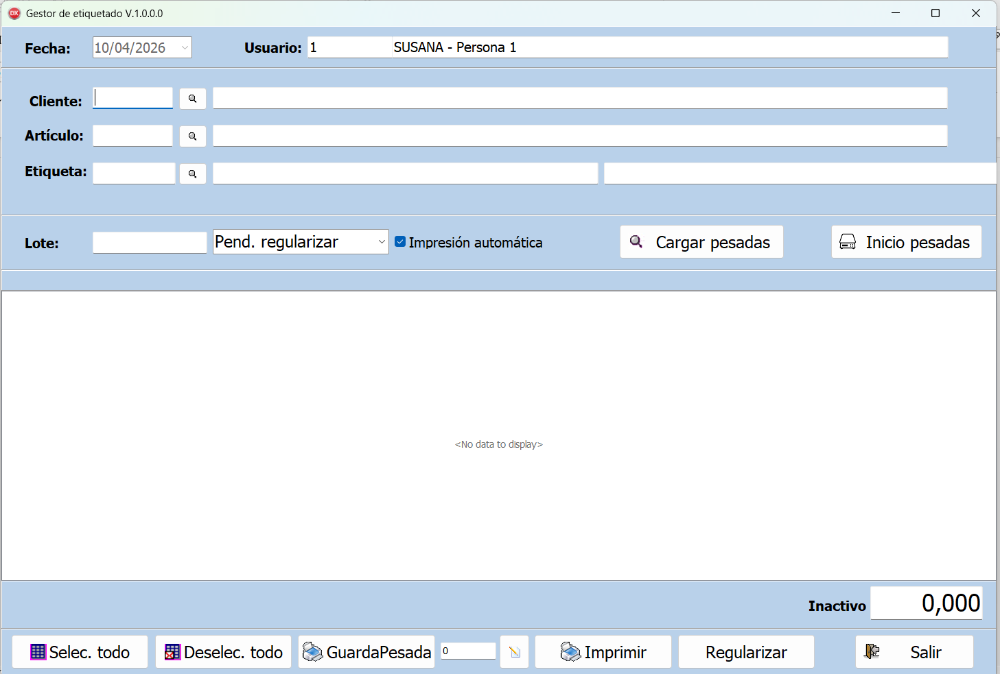 DX Gestor de etiquetado V.1.0.0.0
Fecha: 10/04/2026 Usuario: 1 SUSANA - Persona 1
Cliente:
Artículo:
Etiqueta:
Lote: Pend. regularizar Impresión automática Cargar pesadas Inicio pesadas
<No data to display>
Inactivo 0,000
Selec. todo Deselec. todo GuardaPesada 0 Imprimir Regularizar Salir